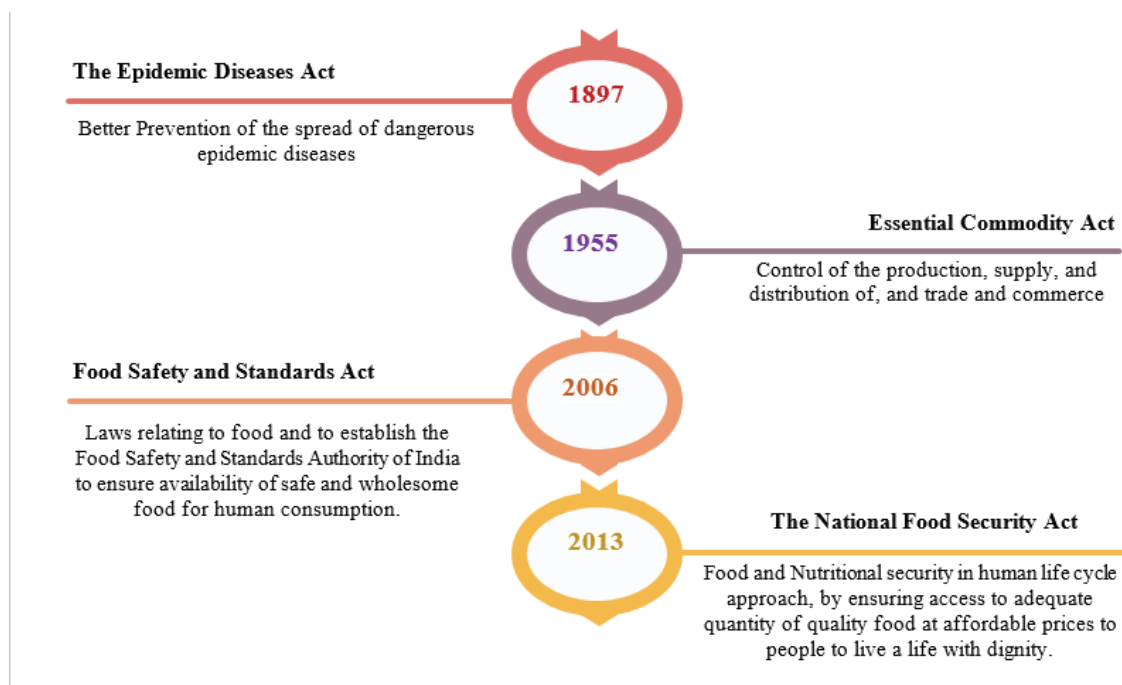 The Epidemic Diseases Act
1897
Better Prevention of the spread of dangerous
epidemic diseases
1955
Essential Commodity Act
Control of the production, supply, and
distribution of, and trade and commerce
Food Safety and Standards Act
2006
Laws relating to food and to establish the
Food Safety and Standards Authority of India
to ensure availability of safe and wholesome
food for human consumption.
2013
The National Food Security Act
Food and Nutritional security in human life cycle
approach, by ensuring access to adequate
quantity of quality food at affordable prices to
people to live a life with dignity.